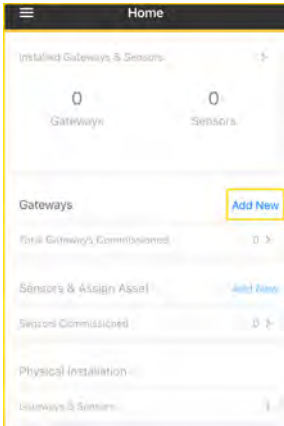 Home
Installed Gateways & Sensors
0 0
Gateways Sensors
Gateways Add New
Total Gateways Commissioned 0
Sensors & Assign Asset Add New
Sensors Commissioned 0
Physical Installation
Gateways & Sensors